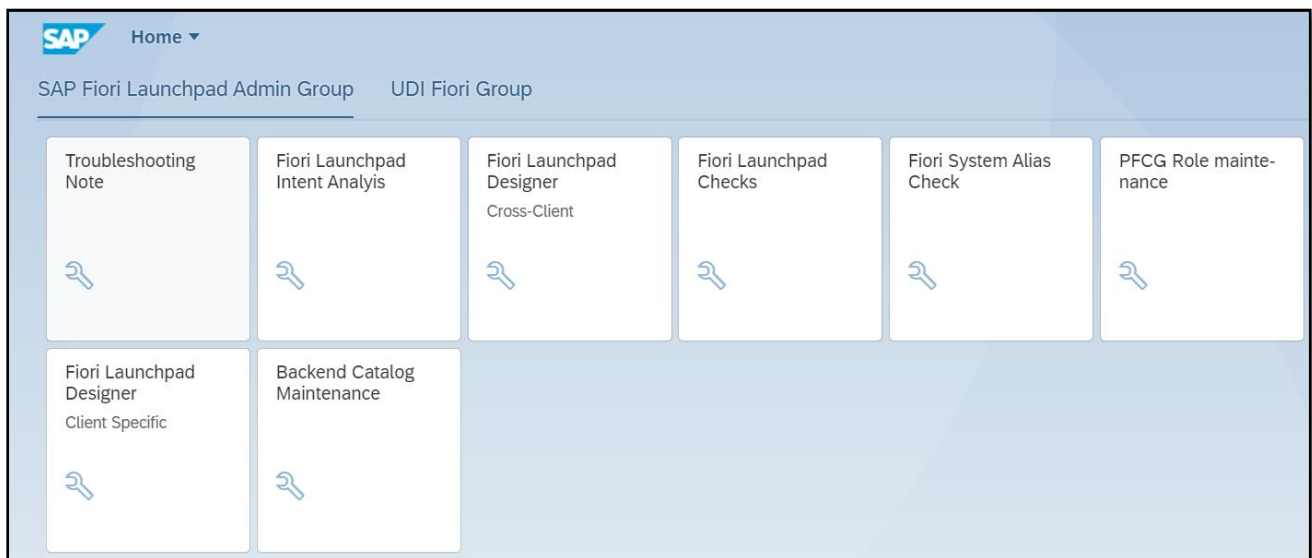 SAP Home
SAP Fiori Launchpad Admin Group UDI Fiori Group
Troubleshooting
Note
Fiori Launchpad
Intent Analyis
Fiori Launchpad
Designer
Cross-Client
Fiori Launchpad
Checks
Fiori System Alias
Check
PFCG Role mainte-
nance
Fiori Launchpad
Designer
Client Specific
Backend Catalog
Maintenance